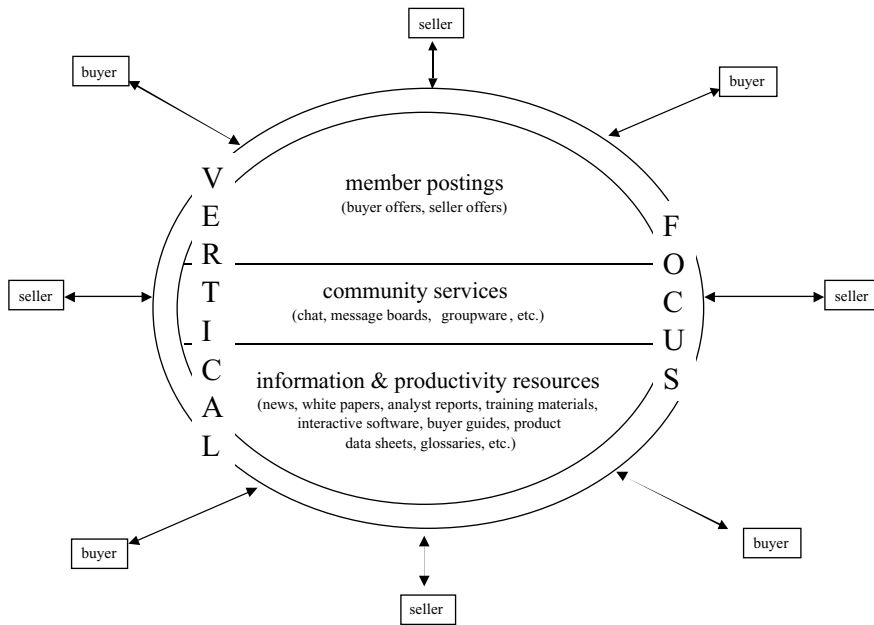 seller
buyer
buyer
VERTICAL
member postings
(buyer offers, seller offers)
FOCUS
seller
community services
(chat, message boards, groupware, etc.)
seller
information & productivity resources
(news, white papers, analyst reports, training materials,
interactive software, buyer guides, product
data sheets, glossaries, etc.)
buyer
buyer
seller